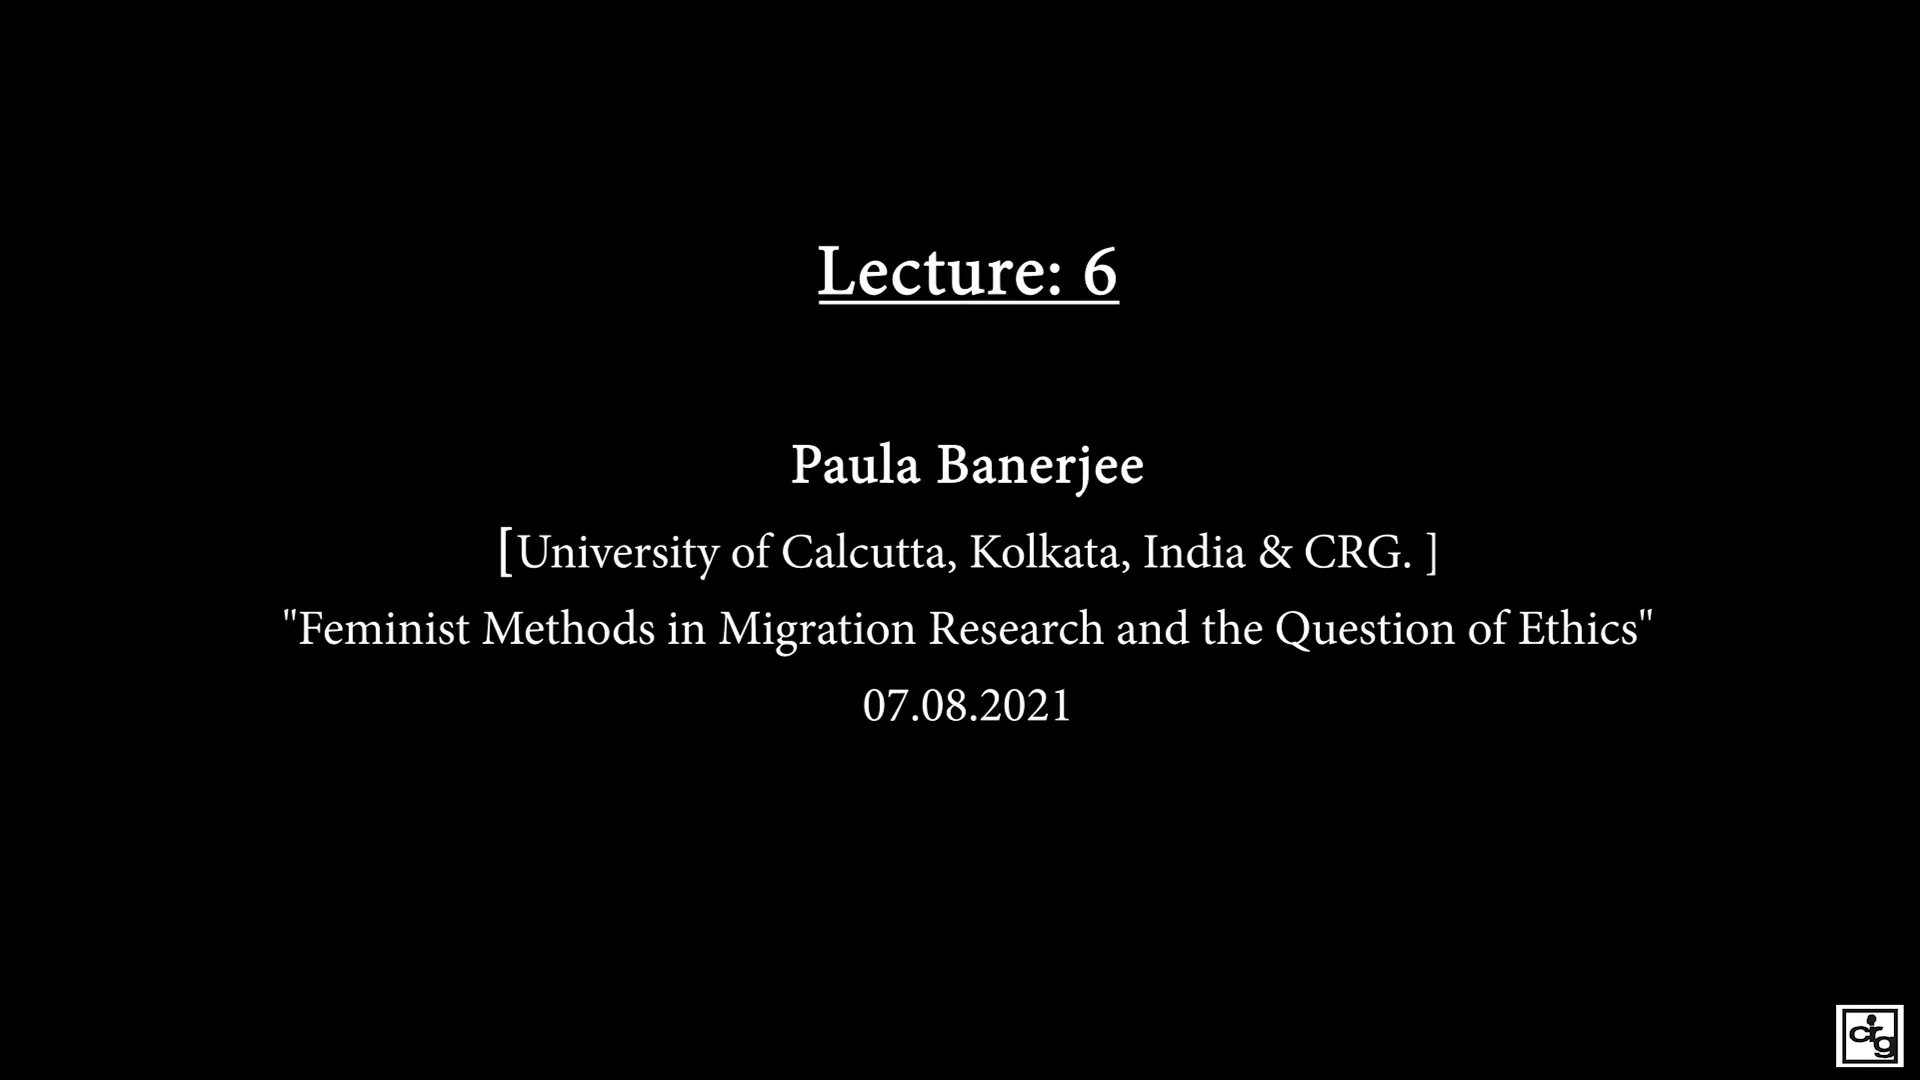 Lecture: 6
Paula Banerjee
[University of Calcutta, Kolkata, India & CRG. ]
"Feminist Methods in Migration Research and the Question of Ethics"
07.08.2021
crg